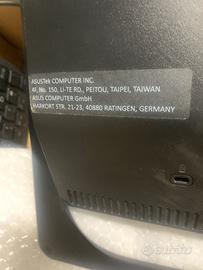 ASUSTek COMPUTER INC.
4F, No. 150, LI-TE RD., PEITOU, TAIPEI, TAIWAN
ASUS COMPUTER GmbH
HARKORT STR. 21-23, 40880 RATINGEN, GERMANY
subito